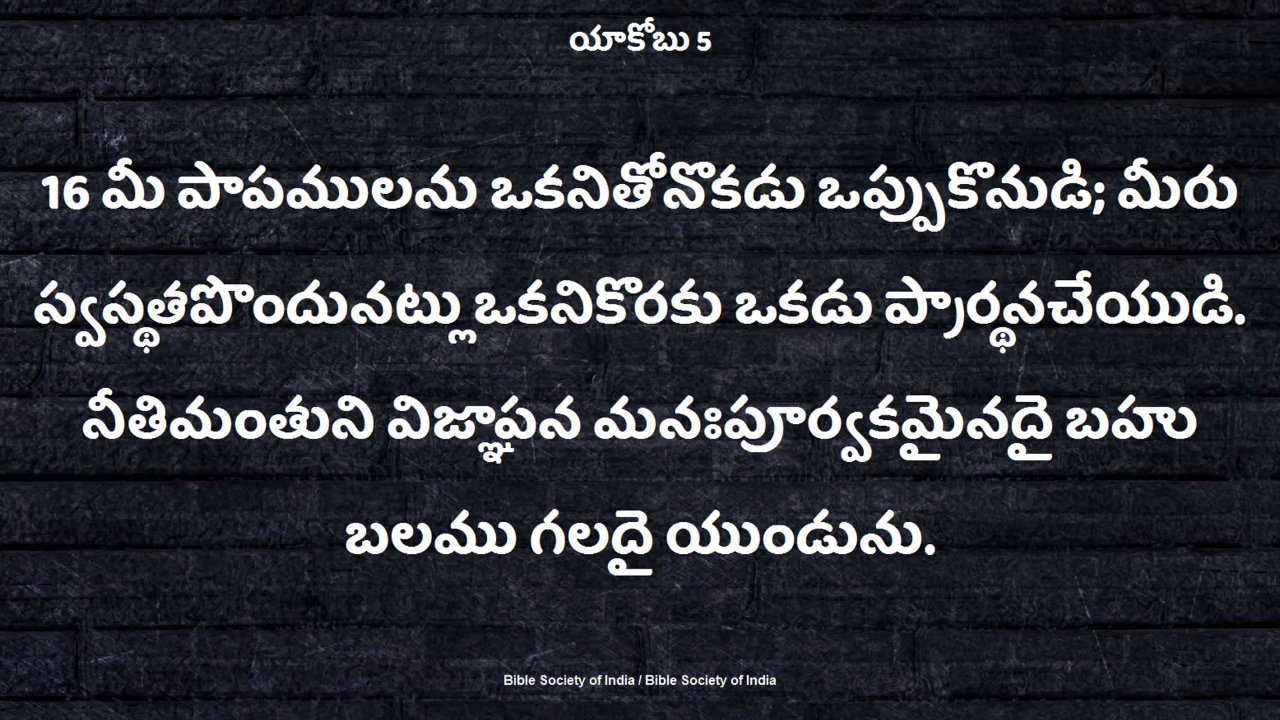 యాకోబు 5
16 మీ పాపములను ఒకనితోనొకడు ఒప్పుకొనుడి; మీరు
స్వస్థతపొందునట్లు ఒకనికొరకు ఒకడు ప్రార్థనచేయుడి.
నీతిమంతుని విజ్ఞాపన మనఃపూర్వకమైనదై బహు
బలము గలదై యుండును.
Bible Society of India / Bible Society of India